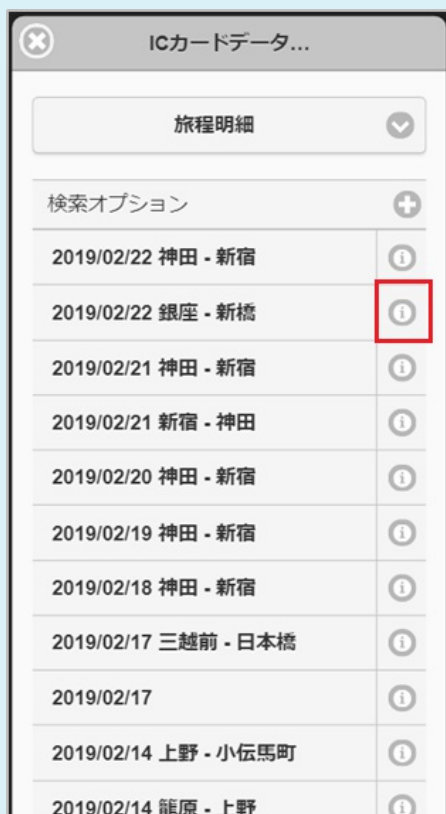 ICカードデータ...
旅程明細
検索オプション
2019/02/22 神田 - 新宿
2019/02/22 銀座 - 新橋
2019/02/21 神田 - 新宿
2019/02/21 新宿 - 神田
2019/02/20 神田 - 新宿
2019/02/19 神田 - 新宿
2019/02/18 神田 - 新宿
2019/02/17 三越前 - 日本橋
2019/02/17
2019/02/14 上野 - 小伝馬町
2019/02/14 籠原 - 上野